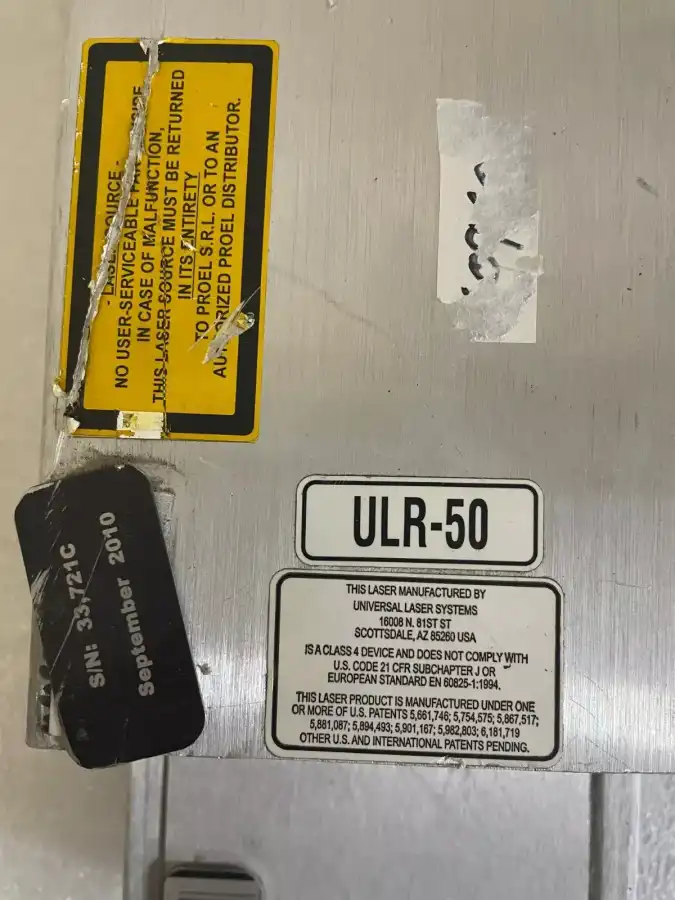 - LASER SOURCE -
NO USER-SERVICEABLE INSIDE
IN CASE OF MALFUNCTION,
THIS LASER SOURCE MUST BE RETURNED
IN ITS ENTIRETY
TO PROEL S.R.L. OR TO AN
AUTHORIZED PROEL DISTRIBUTOR.
S/N: 33,721C
September 2010
ULR-50
THIS LASER MANUFACTURED BY
UNIVERSAL LASER SYSTEMS
16008 N. 81ST ST
SCOTTSDALE, AZ 85260 USA
IS A CLASS 4 DEVICE AND DOES NOT COMPLY WITH
U.S. CODE 21 CFR SUBCHAPTER J OR
EUROPEAN STANDARD EN 60825-1:1994.
THIS LASER PRODUCT IS MANUFACTURED UNDER ONE
OR MORE OF U.S. PATENTS 5,661,746; 5,754,575; 5,867,517;
5,881,087; 5,894,493; 5,901,167; 5,982,803; 6,181,719
OTHER U.S. AND INTERNATIONAL PATENTS PENDING.